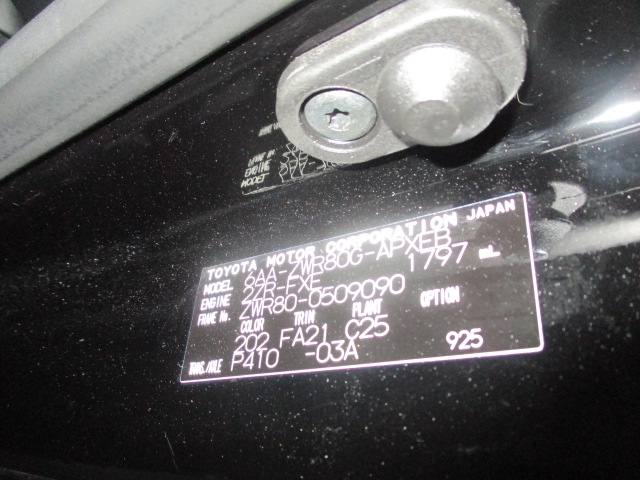 TOYOTA MOTOR CORPORATION JAPAN
MODEL 6AA-ZWR80G-APXEB
ENGINE 2ZR-FXE 1797 mL
FRAME No. ZWR80-0509090
COLOR TRIM PLANT OPTION
202 FA21 C25
TRANS./AXLE P410 -03A 925